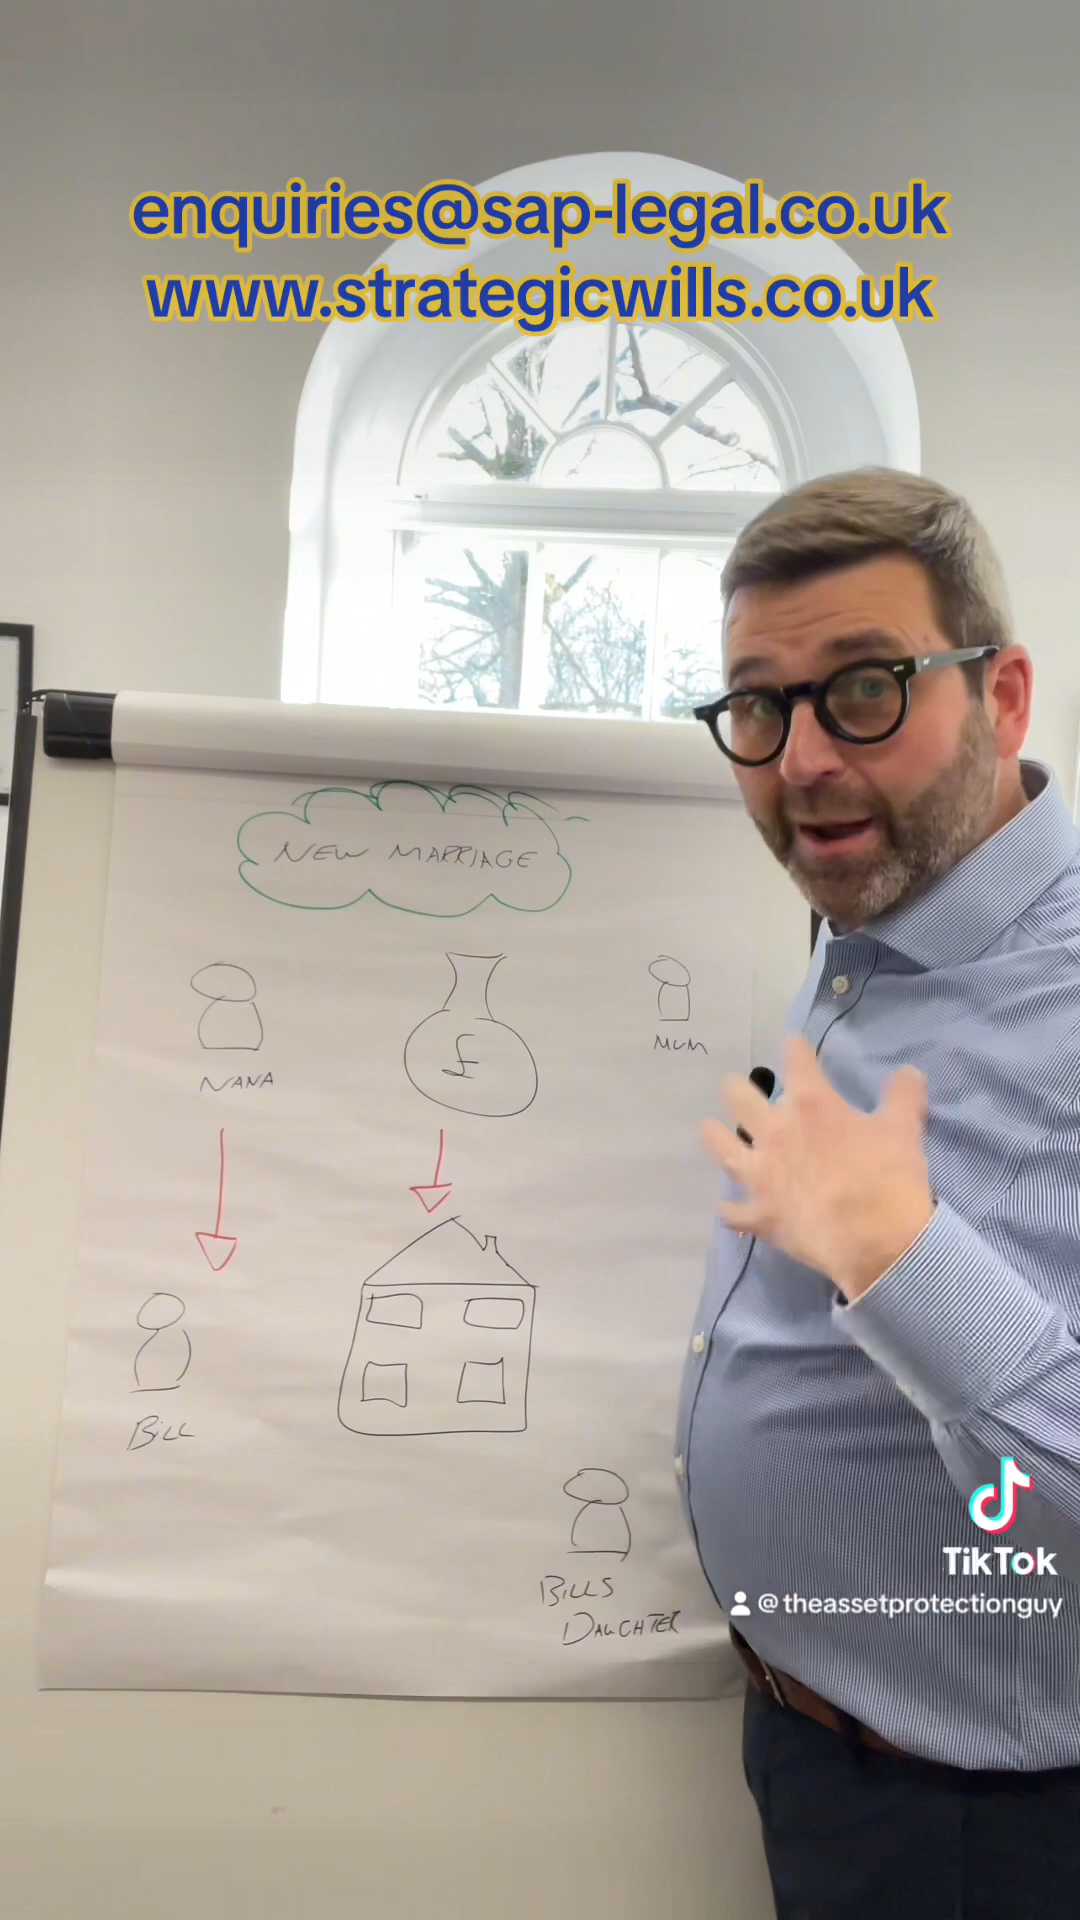 enquiries@sap-legal.co.uk
www.strategicwills.co.uk
NEW MARRIAGE
NANA
£
MUM
BILL
BILLS
DAUGHTER
TikTok
@theassetprotectionguy